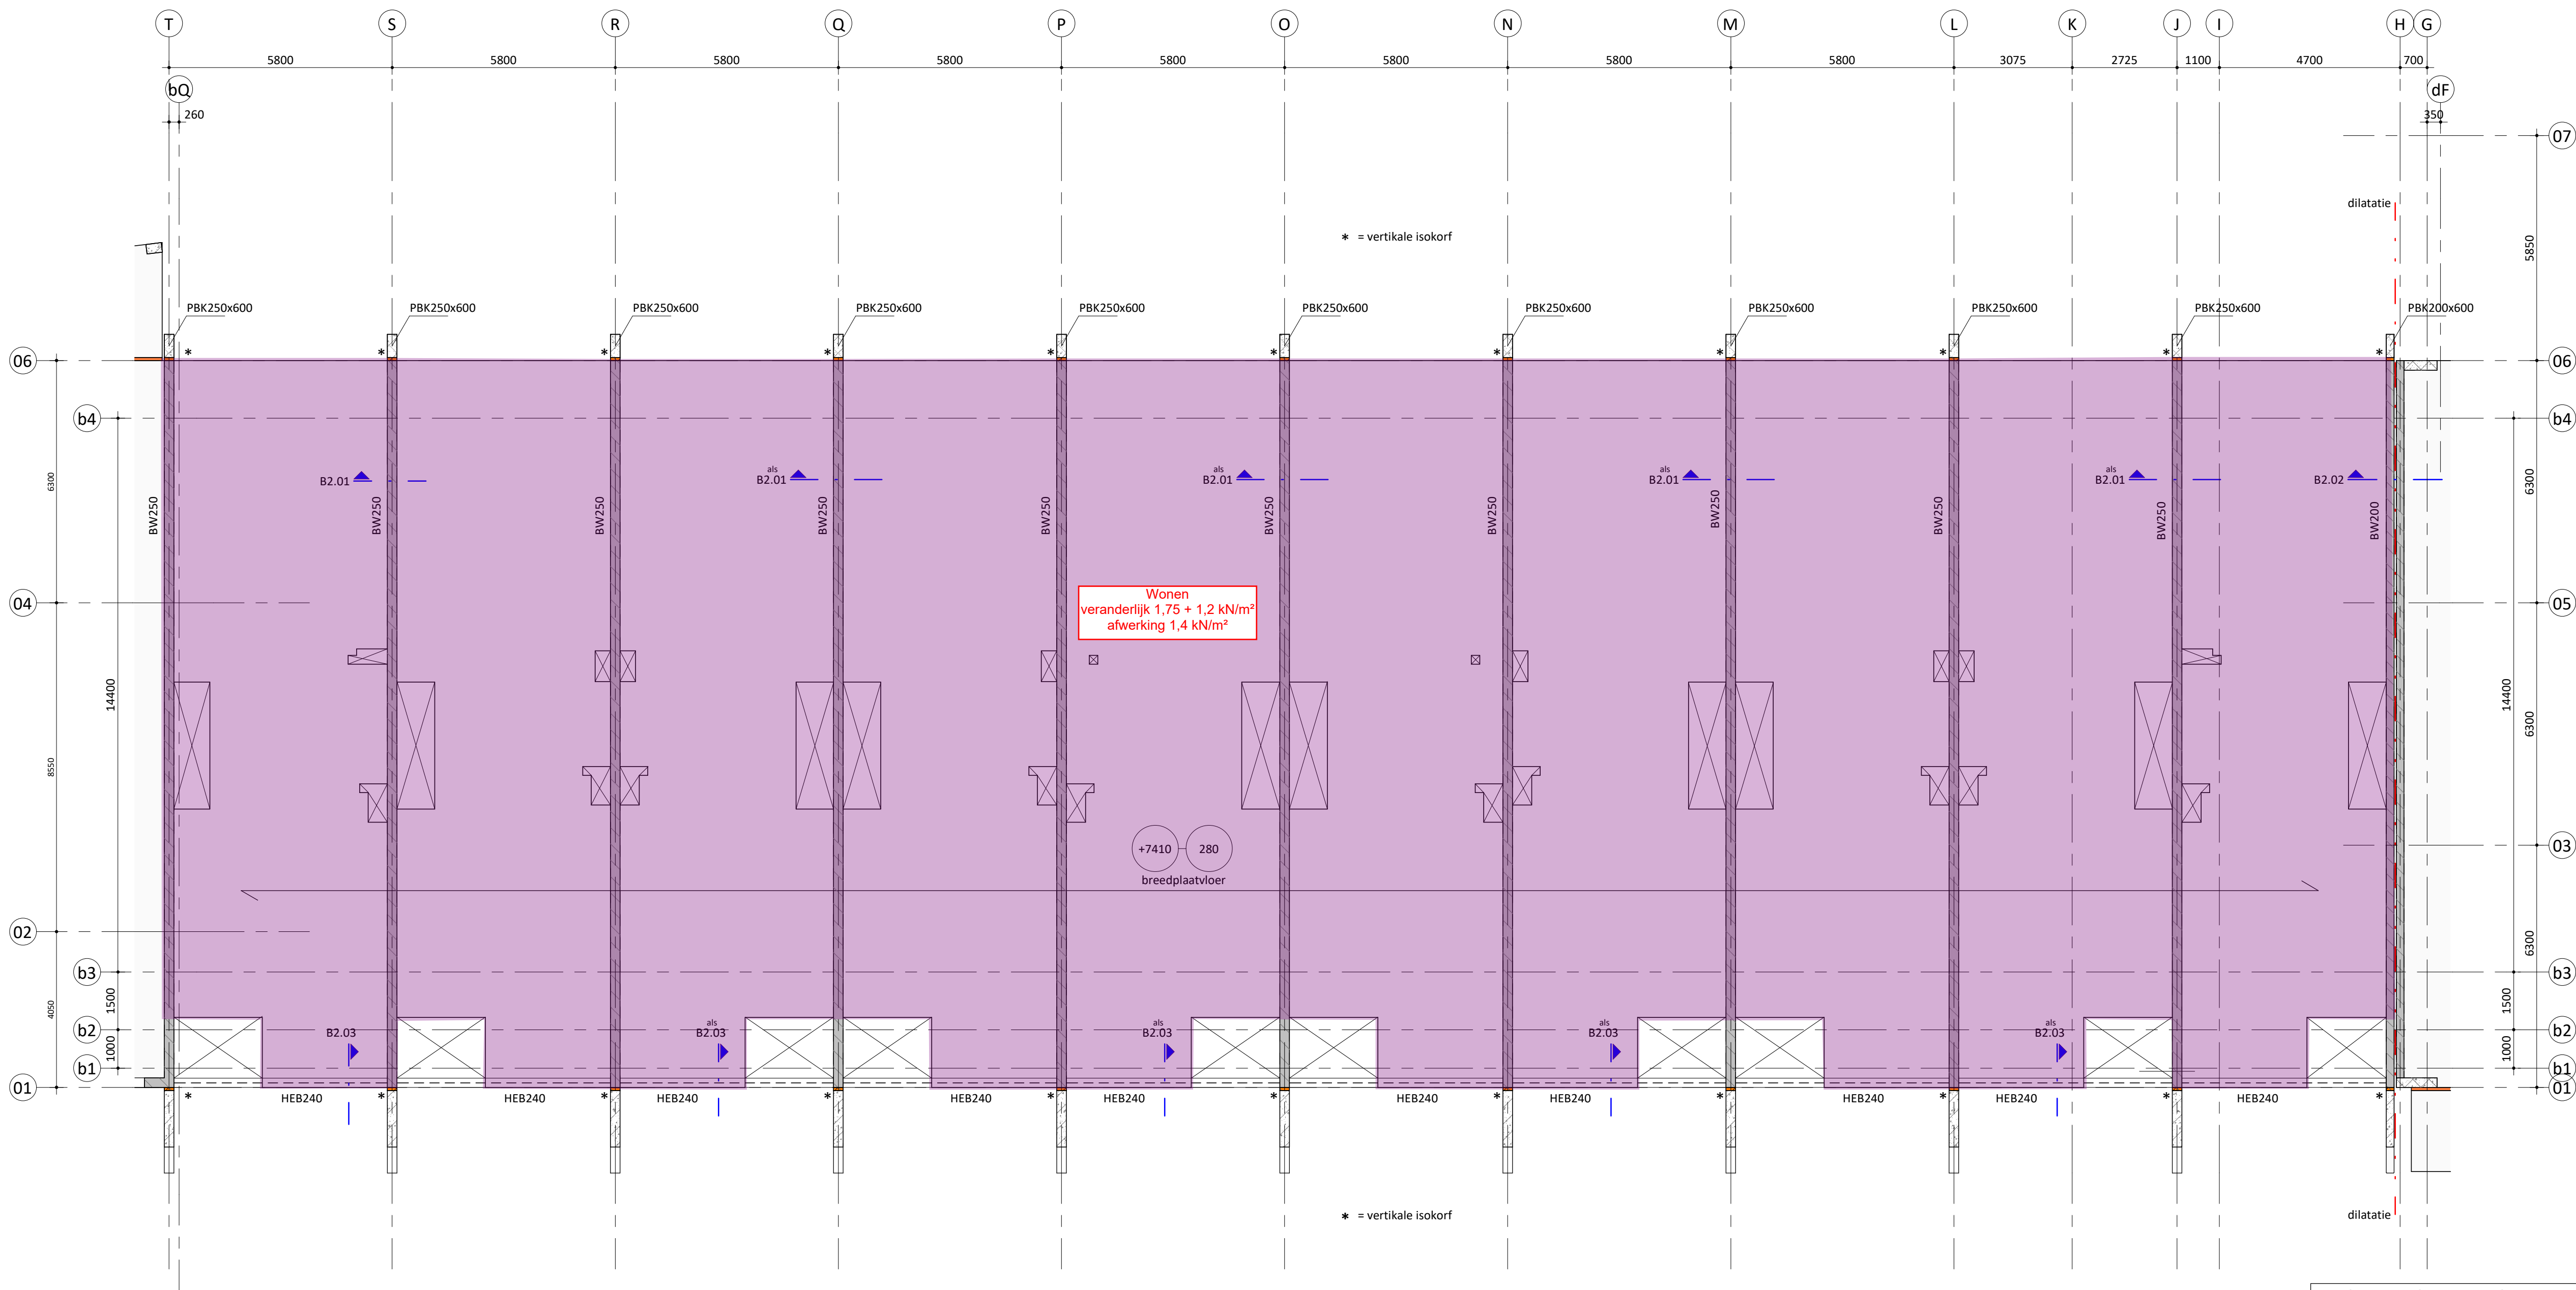 T S R Q P O N M L K J I H G
5800 5800 5800 5800 5800 5800 5800 5800 3075 2725 1100 4700 700
bQ dF
260 350
07
dilatatie
* = vertikale isokorf
5850
PBK250x600 PBK250x600 PBK250x600 PBK250x600 PBK250x600 PBK250x600 PBK250x600 PBK250x600 PBK250x600 PBK250x600 PBK200x600
* * * * * * * * * * *
06 06
b4 b4
als als als als
B2.01 B2.01 B2.01 B2.01 B2.01 B2.02
6300 6300
BW250 BW250 BW250 BW250 BW250 BW250 BW250 BW250 BW250 BW250 BW200
Wonen
veranderlijk 1,75 + 1,2 kN/m²
afwerking 1,4 kN/m²
04 05
14400 14400
8550 6300
+7410 280
breedplaatvloer
03
02
6300
b3 b3
4050 1500 1500
als als als als
B2.03 B2.03 B2.03 B2.03 B2.03
b2 b2
1000 1000
b1 b1
01 01
* * * * * * * * * * *
HEB240 HEB240 HEB240 HEB240 HEB240 HEB240 HEB240 HEB240 HEB240 HEB240
* = vertikale isokorf
dilatatie